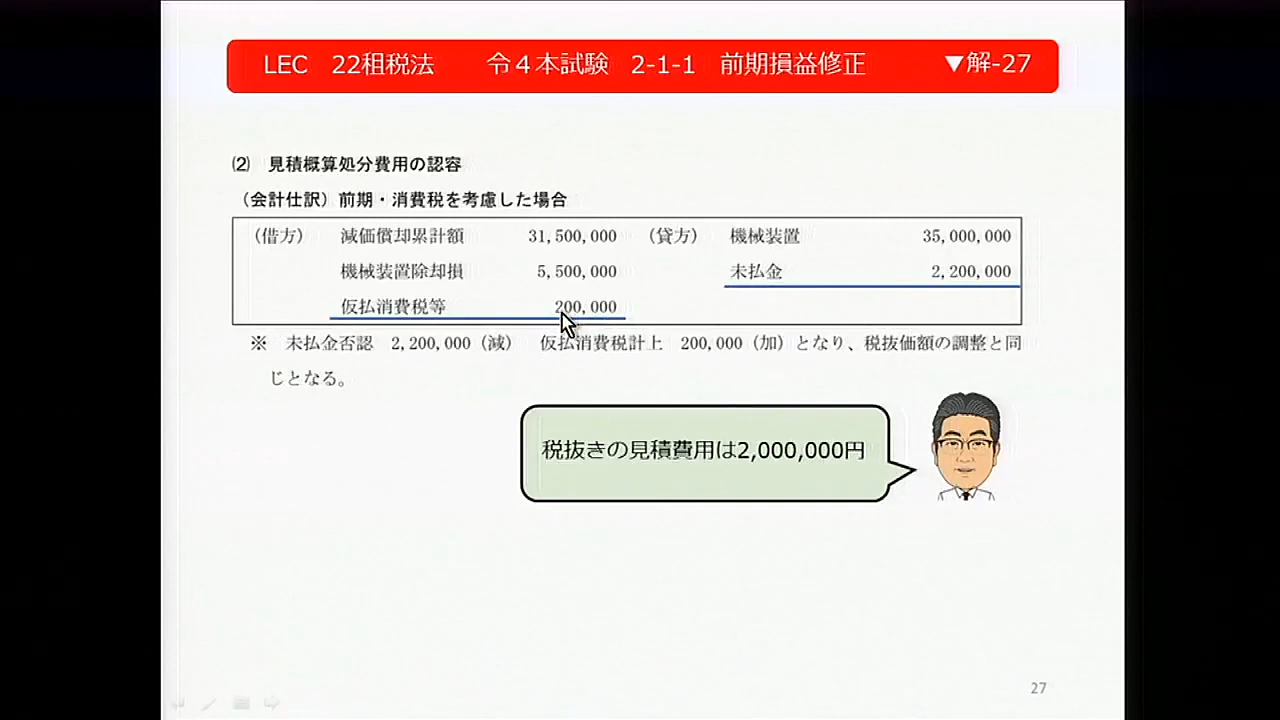 LEC 22租税法 令４本試験 2-1-1 前期損益修正 ▼解-27
⑵ 見積概算処分費用の認容
（会計仕訳）前期・消費税を考慮した場合
（借方） 減価償却累計額 31,500,000 （貸方） 機械装置 35,000,000
機械装置除却損 5,500,000 未払金 2,200,000
仮払消費税等 200,000
※ 未払金否認 2,200,000（減） 仮払消費税計上 200,000（加）となり、税抜価額の調整と同
じとなる。
税抜きの見積費用は2,000,000円
27